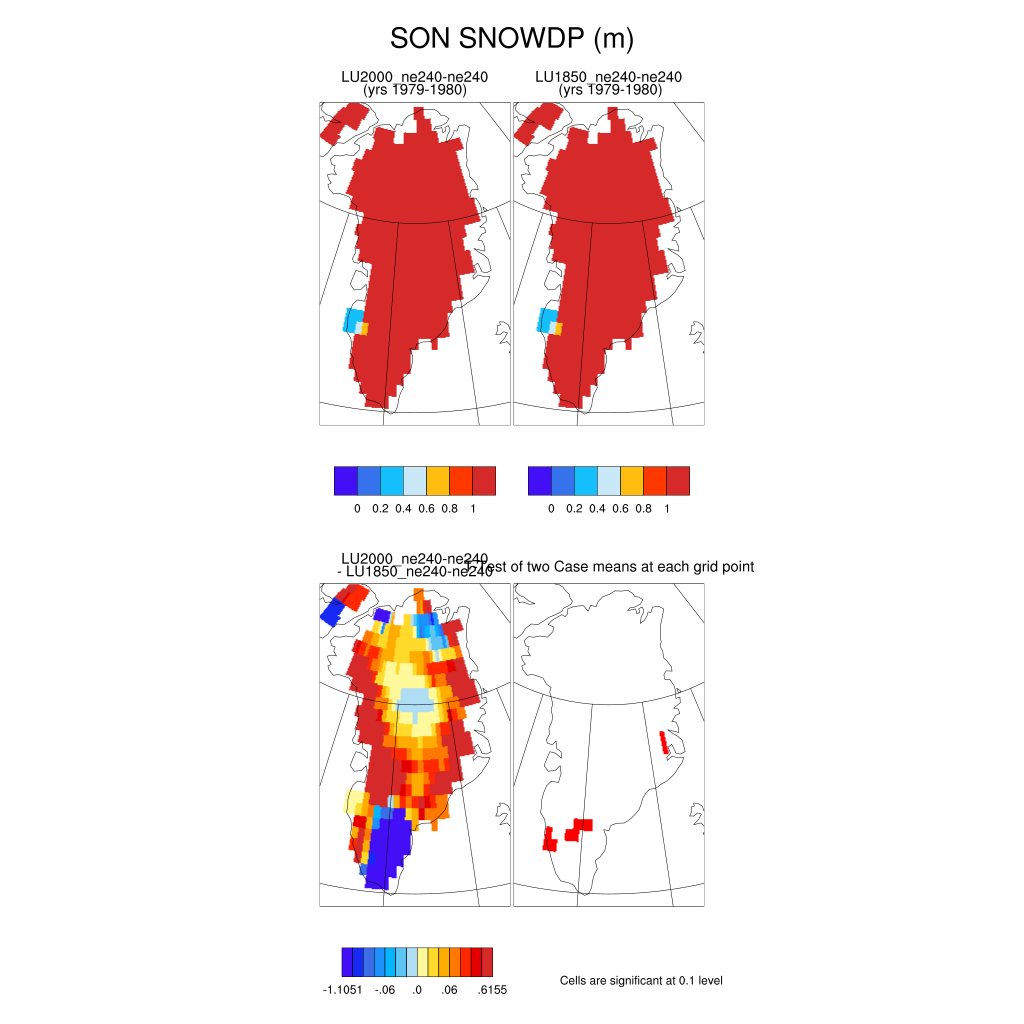 SON SNOWDP (m)
LU2000_ne240-ne240
(yrs 1979-1980)
LU1850_ne240-ne240
(yrs 1979-1980)
0 0.2 0.4 0.6 0.8 1
0 0.2 0.4 0.6 0.8 1
LU2000_ne240-ne240
- LU1850_ne240-ne240
T-Test of two Case means at each grid point
-1.1051 -.06 .0 .06 .6155
Cells are significant at 0.1 level